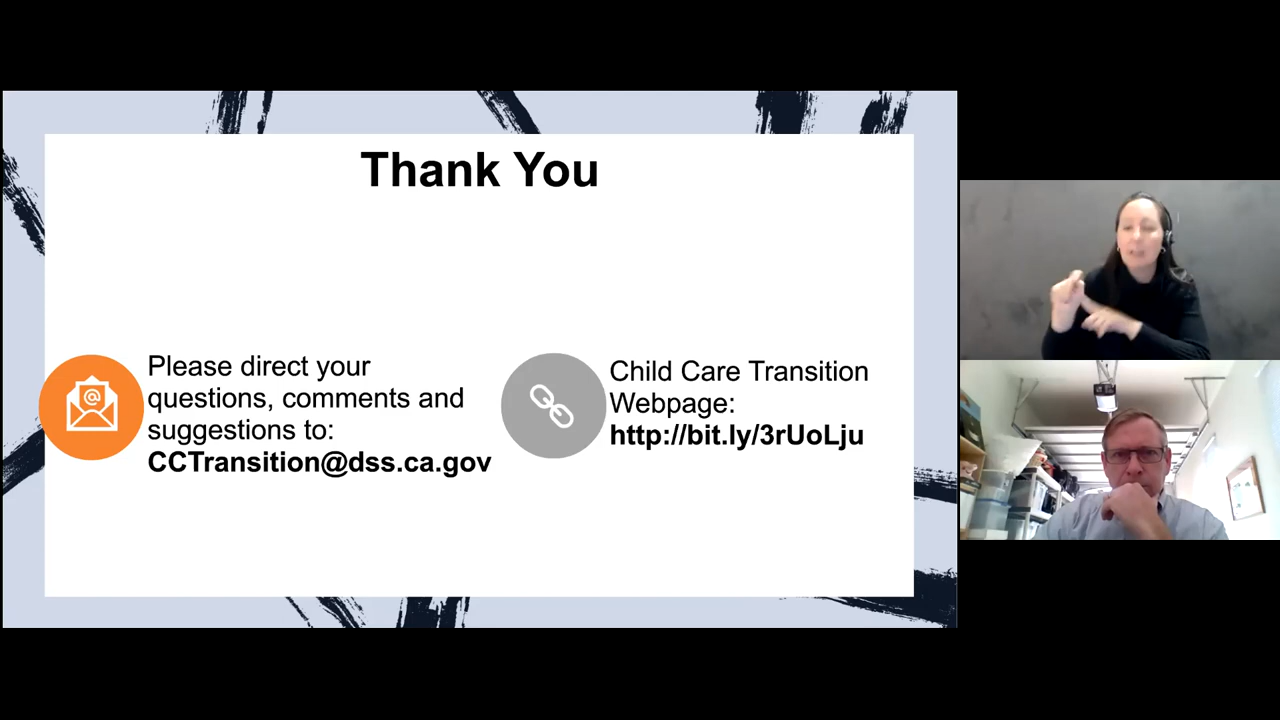 Thank You
Please direct your
questions, comments and
suggestions to:
CCTransition@dss.ca.gov
Child Care Transition
Webpage:
http://bit.ly/3rUoLju